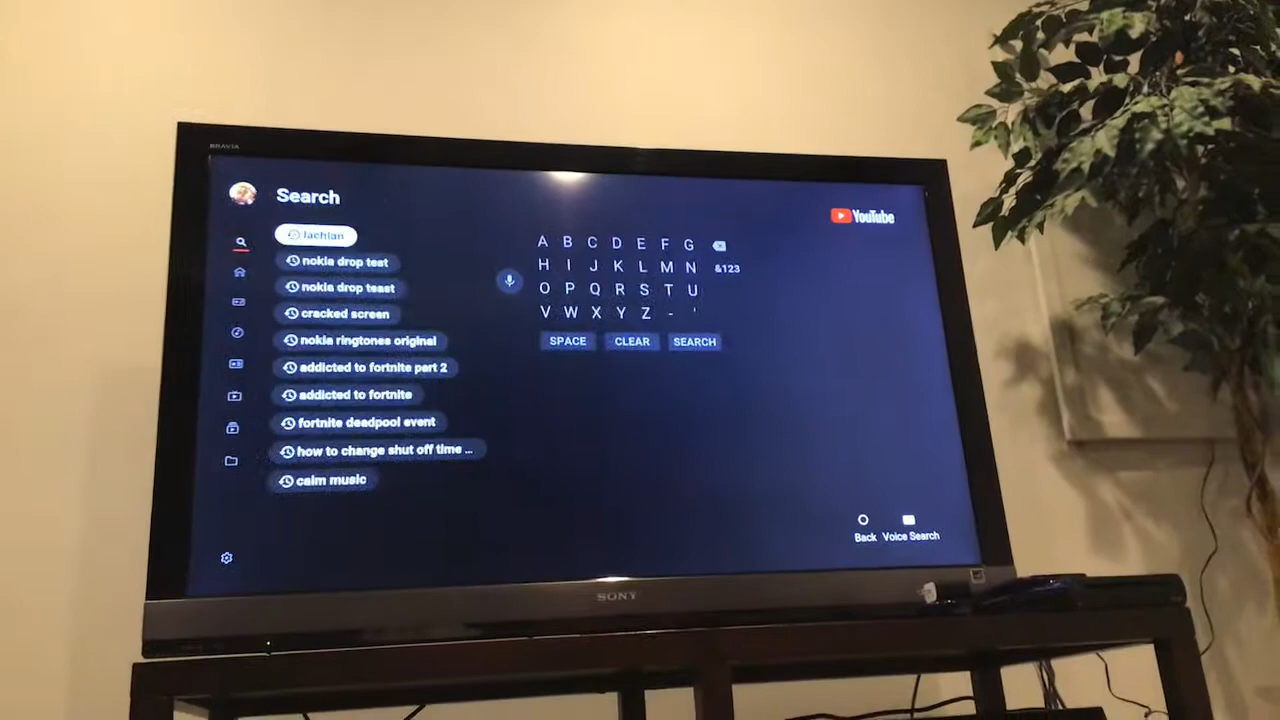 BRAVIA
Search
YouTube
lachlan
nokia drop test
nokia drop teast
cracked screen
nokia ringtones original
addicted to fortnite part 2
addicted to fortnite
fortnite deadpool event
how to change shut off time ...
calm music
A B C D E F G
H I J K L M N &123
O P Q R S T U
V W X Y Z - '
SPACE CLEAR SEARCH
Back Voice Search
SONY